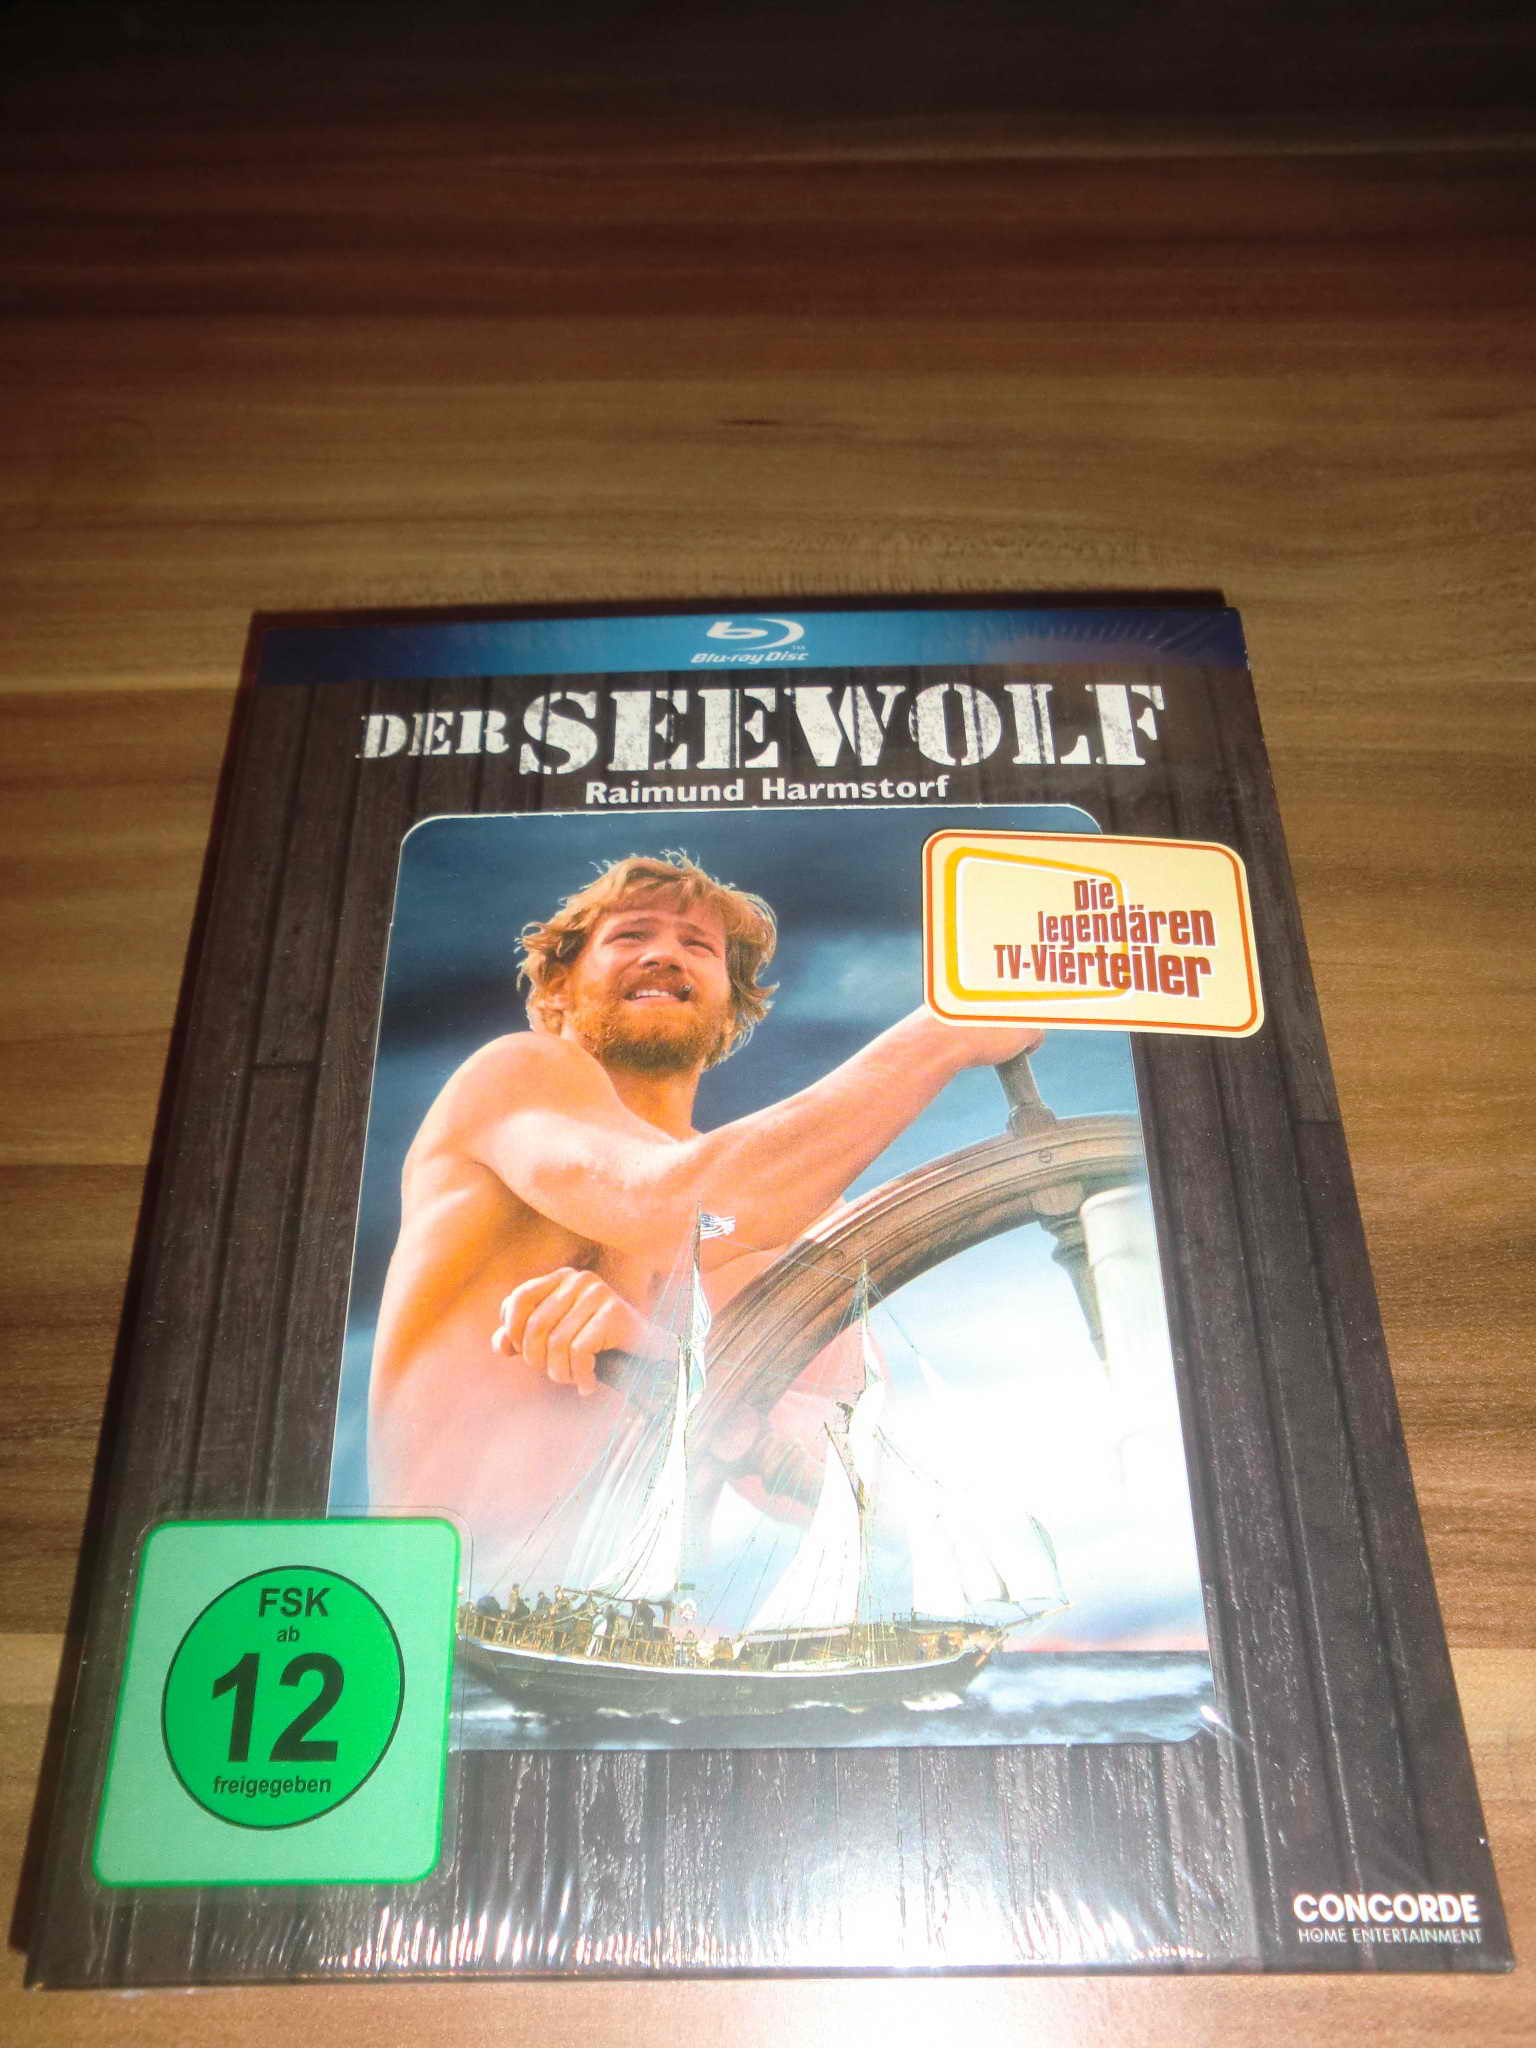 Blu-ray Disc
DER SEEWOLF
Raimund Harmstorf
Die
legendären
TV-Vierteiler
FSK
ab
12
freigegeben
CONCORDE
HOME ENTERTAINMENT